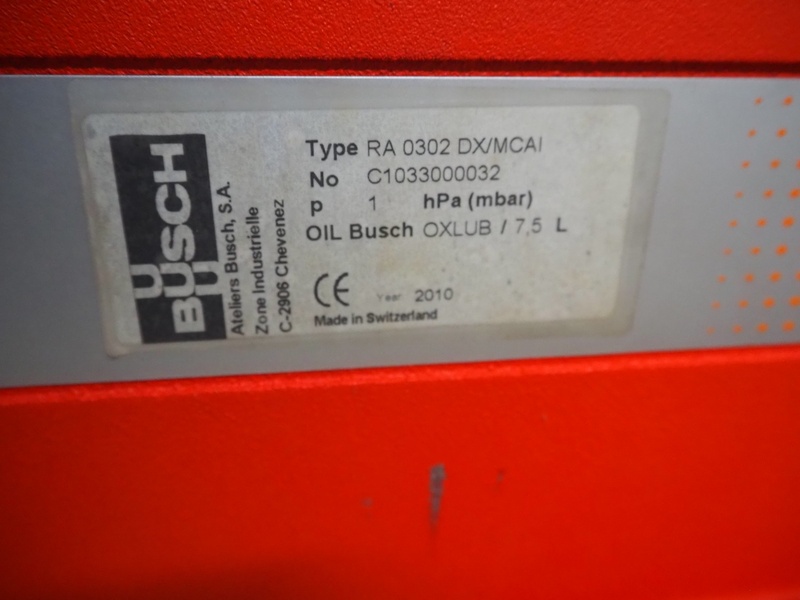 BUSCH
Ateliers Busch, S.A.
Zone Industrielle
C-2906 Chevenez
Type RA 0302 DX/MCAI
No C1033000032
p 1 hPa (mbar)
OIL Busch OXLUB / 7,5 L
CE Year 2010
Made in Switzerland